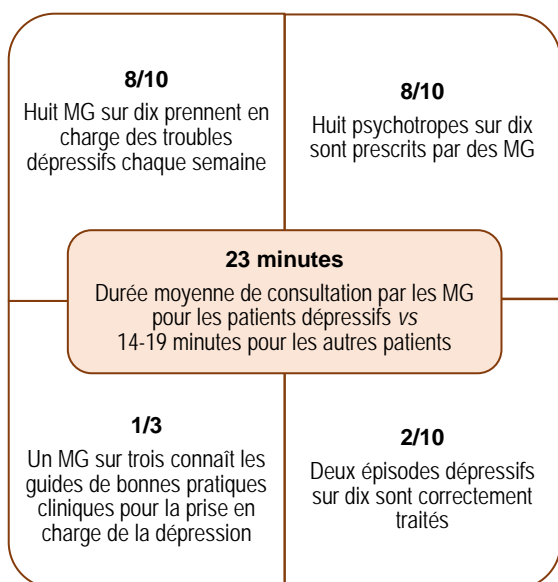 8/10
Huit MG sur dix prennent en
charge des troubles
dépressifs chaque semaine
8/10
Huit psychotropes sur dix
sont prescrits par des MG
23 minutes
Durée moyenne de consultation par les MG
pour les patients dépressifs vs
14-19 minutes pour les autres patients
1/3
Un MG sur trois connaît les
guides de bonnes pratiques
cliniques pour la prise en
charge de la dépression
2/10
Deux épisodes dépressifs
sur dix sont correctement
traités